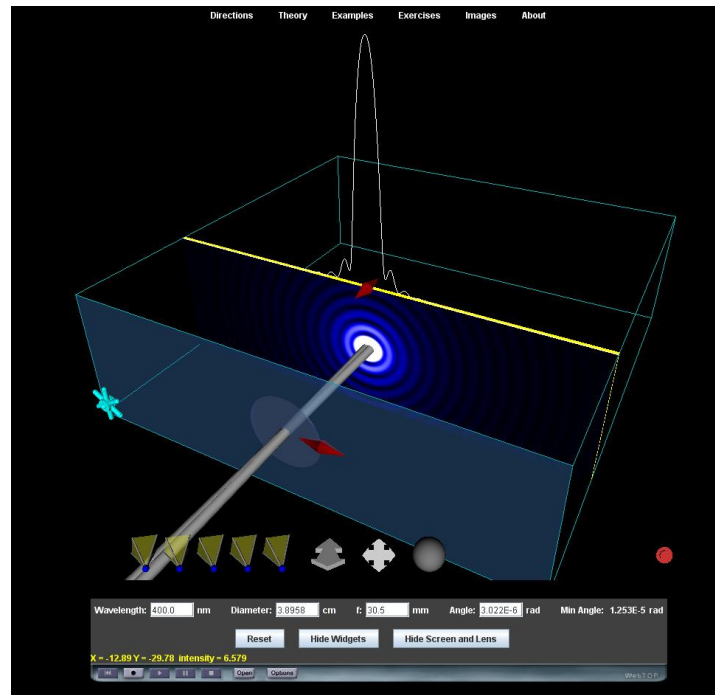 Directions Theory Examples Exercises Images About
Wavelength: 400.0 nm Diameter: 3.8958 cm f: 30.5 mm Angle: 3.022E-6 rad Min Angle: 1.253E-5 rad
Reset Hide Widgets Hide Screen and Lens
X = -12.89 Y = -29.78 intensity = 6.579
Open Options WebTOP